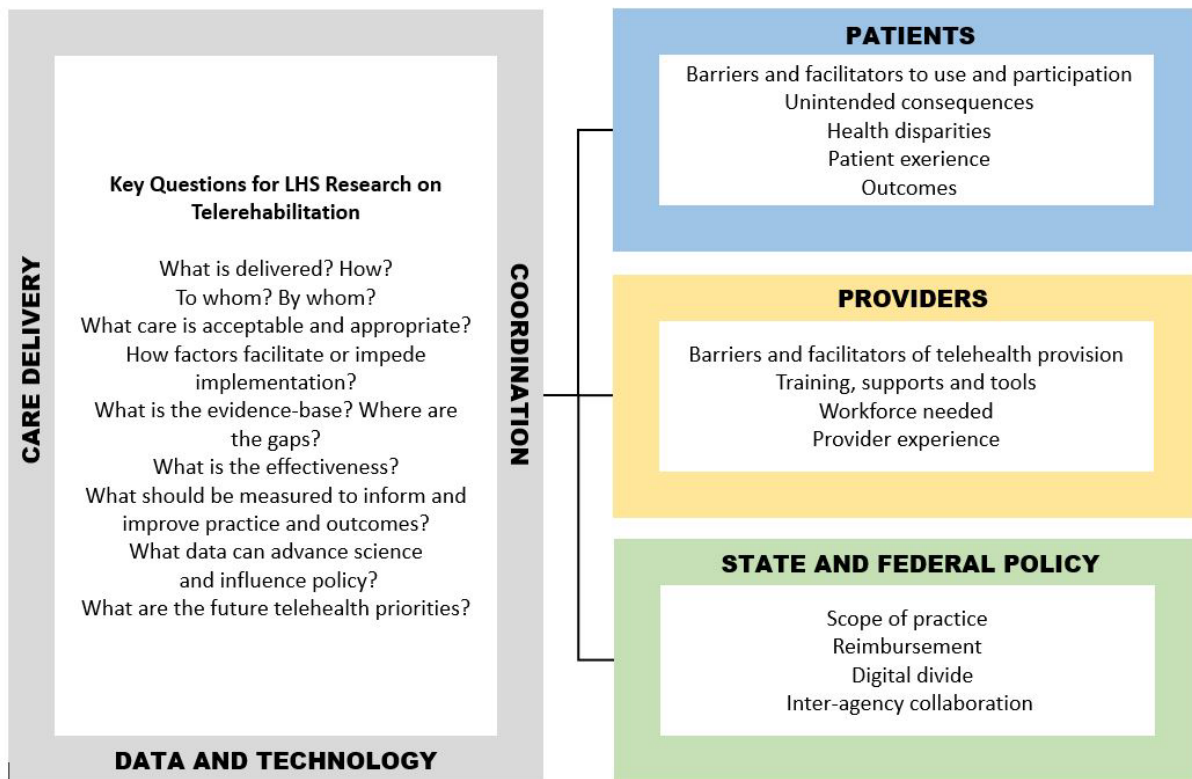 CARE DELIVERY
Key Questions for LHS Research on
Telerehabilitation
What is delivered? How?
To whom? By whom?
What care is acceptable and appropriate?
How factors facilitate or impede
implementation?
What is the evidence-base? Where are
the gaps?
What is the effectiveness?
What should be measured to inform and
improve practice and outcomes?
What data can advance science
and influence policy?
What are the future telehealth priorities?
COORDINATION
DATA AND TECHNOLOGY
PATIENTS
Barriers and facilitators to use and participation
Unintended consequences
Health disparities
Patient exerience
Outcomes
PROVIDERS
Barriers and facilitators of telehealth provision
Training, supports and tools
Workforce needed
Provider experience
STATE AND FEDERAL POLICY
Scope of practice
Reimbursement
Digital divide
Inter-agency collaboration